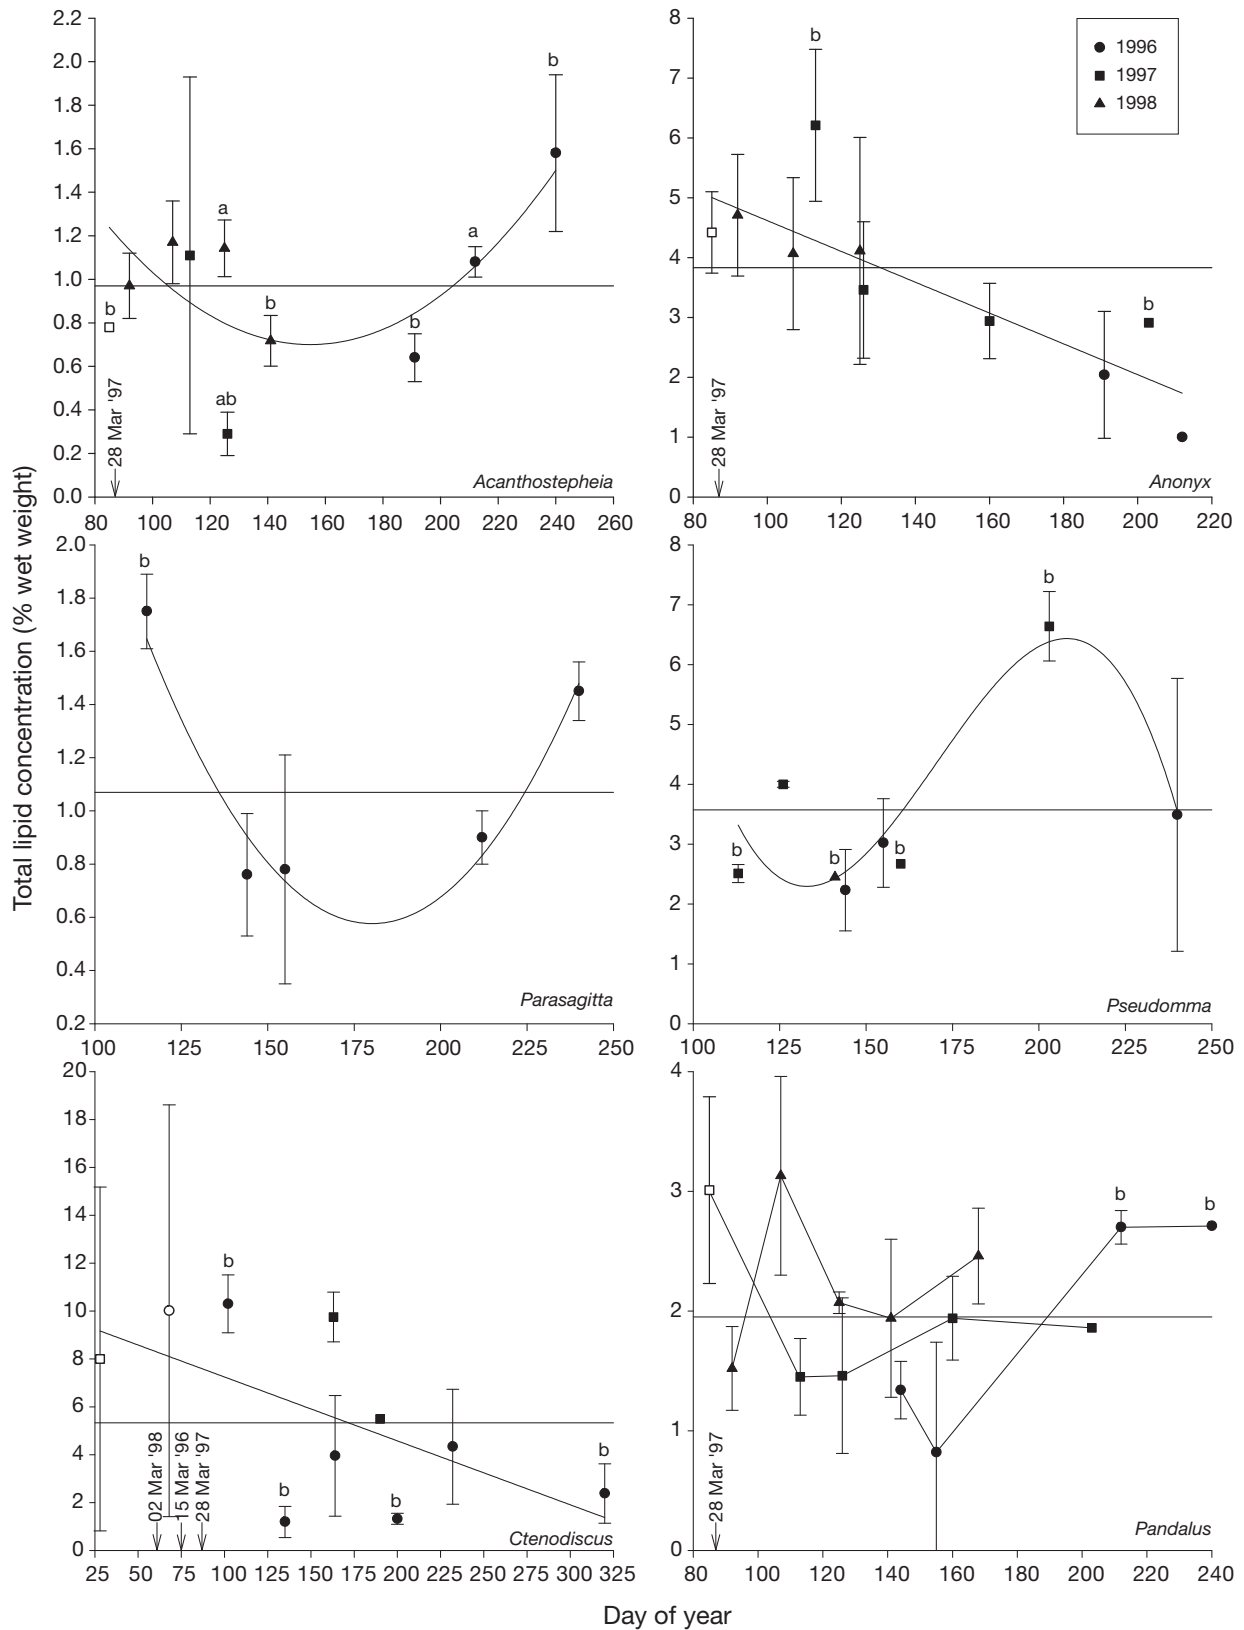 Total lipid concentration (% wet weight)
2.2
2.0
1.8
1.6
1.4
1.2
1.0
0.8
0.6
0.4
0.2
0.0
b
b
a
ab
b
b
a
b
28 Mar '97
Acanthostepheia
80 100 120 140 160 180 200 220 240 260
8
7
6
5
4
3
2
1
0
b
b
1996
1997
1998
28 Mar '97
Anonyx
80 100 120 140 160 180 200 220
2.0
1.8
1.6
1.4
1.2
1.0
0.8
0.6
0.4
0.2
b
Parasagitta
100 125 150 175 200 225 250
8
7
6
5
4
3
2
1
0
b
b
b
b
Pseudomma
100 125 150 175 200 225 250
20
18
16
14
12
10
8
6
4
2
0
b
b
b
b
02 Mar '98
15 Mar '96
28 Mar '97
Ctenodiscus
25 50 75 100 125 150 175 200 225 250 275 300 325
4
3
2
1
0
b
b
28 Mar '97
Pandalus
80 100 120 140 160 180 200 220 240
Day of year